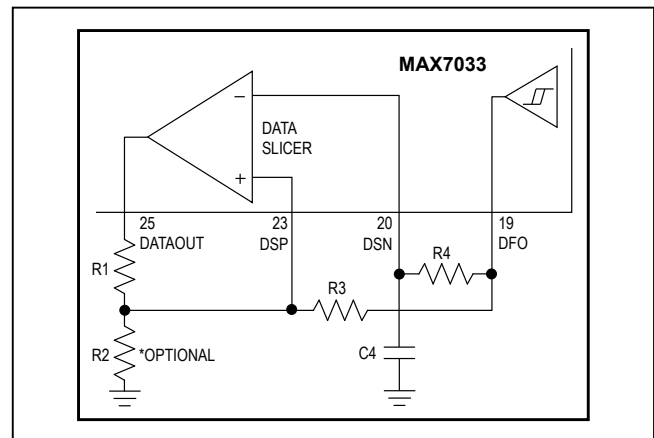 MAX7033
−
DATA
SLICER
+
25
DATAOUT
23
DSP
20
DSN
19
DFO
R1
R3
R4
R2
*OPTIONAL
C4